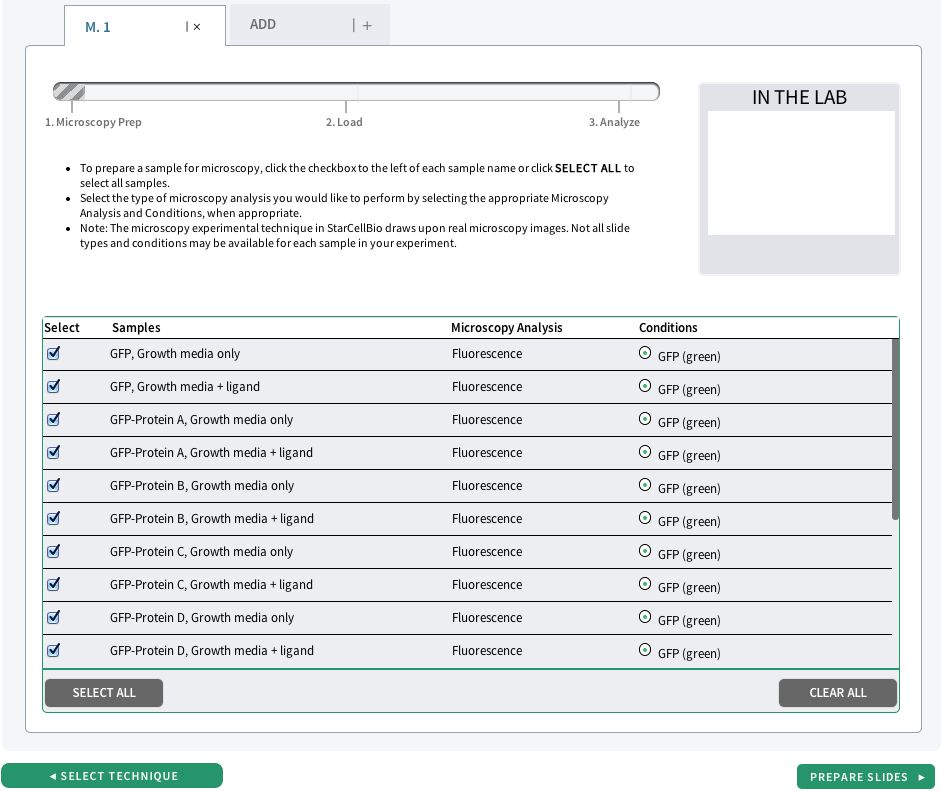 M. 1 | × ADD | +
IN THE LAB
1. Microscopy Prep 2. Load 3. Analyze
• To prepare a sample for microscopy, click the checkbox to the left of each sample name or click SELECT ALL to
select all samples.
• Select the type of microscopy analysis you would like to perform by selecting the appropriate Microscopy
Analysis and Conditions, when appropriate.
• Note: The microscopy experimental technique in StarCellBio draws upon real microscopy images. Not all slide
types and conditions may be available for each sample in your experiment.
Select Samples Microscopy Analysis Conditions
GFP, Growth media only Fluorescence GFP (green)
GFP, Growth media + ligand Fluorescence GFP (green)
GFP-Protein A, Growth media only Fluorescence GFP (green)
GFP-Protein A, Growth media + ligand Fluorescence GFP (green)
GFP-Protein B, Growth media only Fluorescence GFP (green)
GFP-Protein B, Growth media + ligand Fluorescence GFP (green)
GFP-Protein C, Growth media only Fluorescence GFP (green)
GFP-Protein C, Growth media + ligand Fluorescence GFP (green)
GFP-Protein D, Growth media only Fluorescence GFP (green)
GFP-Protein D, Growth media + ligand Fluorescence GFP (green)
SELECT ALL CLEAR ALL
◄ SELECT TECHNIQUE PREPARE SLIDES ►